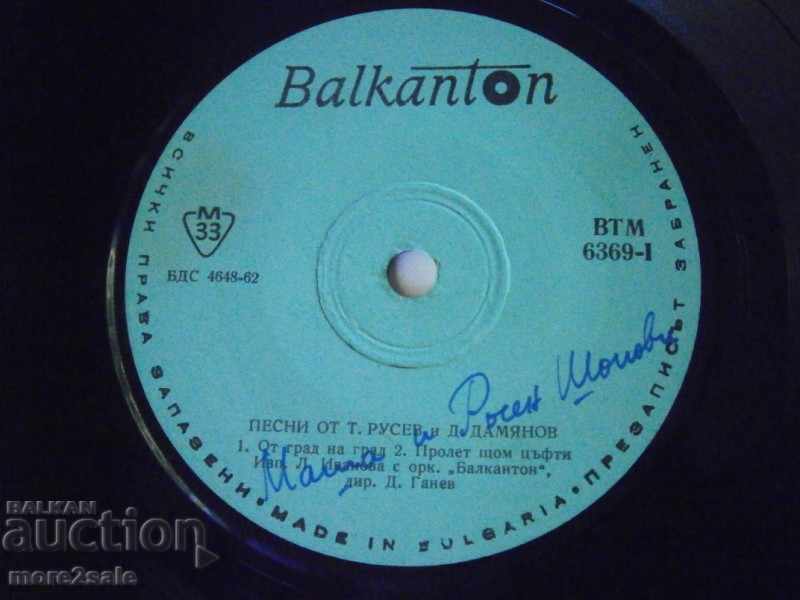 Balkanton
ВСИЧКИ ПРАВА ЗАПАЗЕНИ • MADE IN BULGARIA • ПРЕЗАПИСЪТ ЗАБРАНЕН
М
33
БДС 4648-62
ВТМ
6369-I
ПЕСНИ ОТ Т. РУСЕВ и Д. ДАМЯНОВ
1. От град на град 2. Пролет щом цъфти
Изп. Л. Иванова с орк. „Балкантон“,
дир. Д. Ганев
и Росен Шопови
BALKAN
auction
more2sale